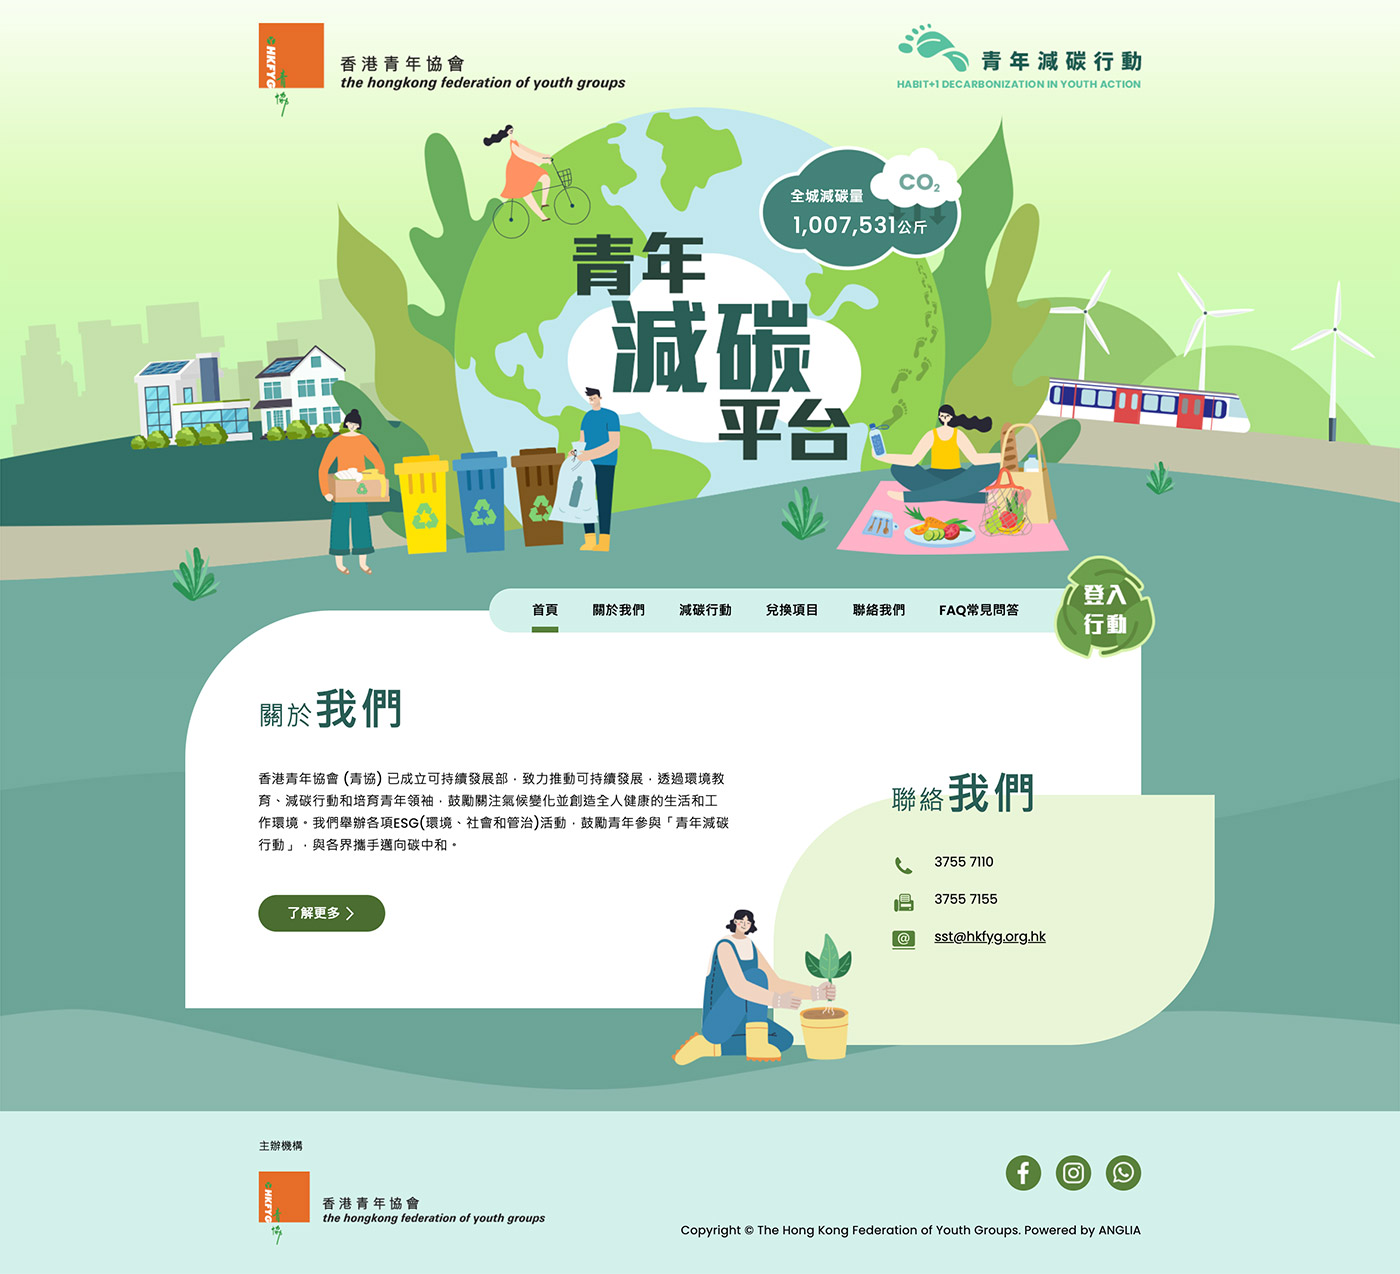 HKFYG
青協
香港青年協會
the hongkong federation of youth groups
青年減碳行動
HABIT+1 DECARBONIZATION IN YOUTH ACTION
CO₂
全城減碳量
1,007,531公斤
青年
減碳
平台
首頁
關於我們
減碳行動
兌換項目
聯絡我們
FAQ常見問答
登入
行動
關於我們
香港青年協會 (青協) 已成立可持續發展部，致力推動可持續發展，透過環境教
育、減碳行動和培育青年領袖，鼓勵關注氣候變化並創造全人健康的生活和工
作環境。我們舉辦各項ESG(環境、社會和管治)活動，鼓勵青年參與「青年減碳
行動」，與各界攜手邁向碳中和。
了解更多
聯絡我們
3755 7110
3755 7155
sst@hkfyg.org.hk
主辦機構
HKFYG
青協
香港青年協會
the hongkong federation of youth groups
Copyright © The Hong Kong Federation of Youth Groups. Powered by ANGLIA